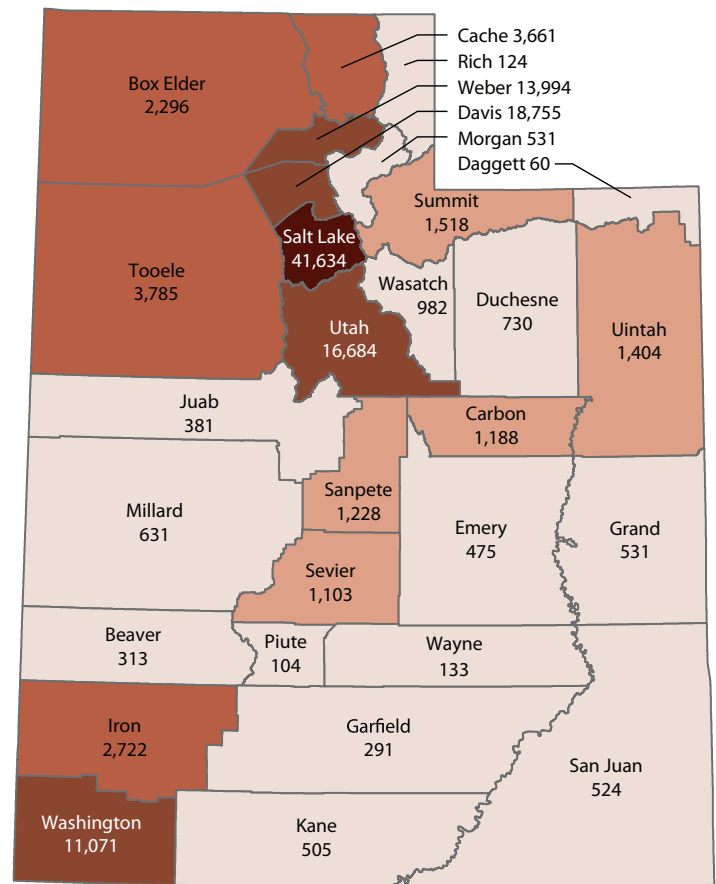 Cache 3,661
Rich 124
Weber 13,994
Davis 18,755
Morgan 531
Daggett 60
Box Elder
2,296
Summit
1,518
Salt Lake
41,634
Tooele
3,785
Wasatch
982
Duchesne
730
Uintah
1,404
Utah
16,684
Juab
381
Carbon
1,188
Sanpete
1,228
Millard
631
Emery
475
Grand
531
Sevier
1,103
Beaver
313
Piute
104
Wayne
133
Iron
2,722
Garfield
291
San Juan
524
Washington
11,071
Kane
505